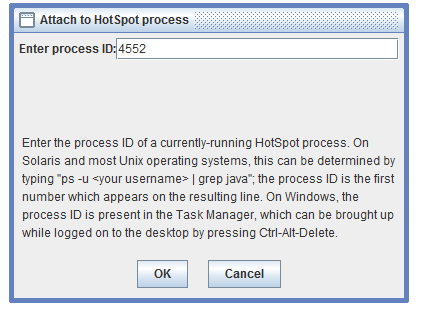 Attach to HotSpot process
Enter process ID: 4552
Enter the process ID of a currently-running HotSpot process. On
Solaris and most Unix operating systems, this can be determined by
typing "ps -u <your username> | grep java"; the process ID is the first
number which appears on the resulting line. On Windows, the
process ID is present in the Task Manager, which can be brought up
while logged on to the desktop by pressing Ctrl-Alt-Delete.
OK Cancel